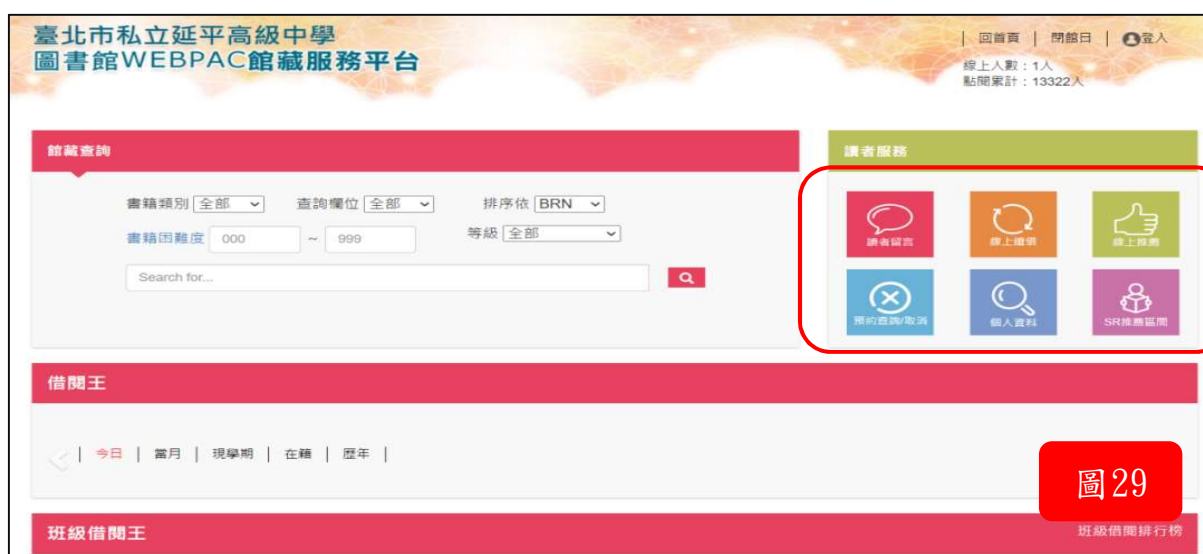 臺北市私立延平高級中學
圖書館WEBPAC館藏服務平台
| 回首頁 | 閉館日 | 登入
線上人數：1人
點閱累計：13322人
館藏查詢
書籍類別 全部 查詢欄位 全部 排序依 BRN
書籍困難度 000 ~ 999 等級 全部
Search for...
讀者服務
讀者留言 線上續借 線上推薦
預約查詢/取消 個人資料 SR推薦區間
借閱王
| 今日 | 當月 | 現學期 | 在籍 | 歷年 |
圖29
班級借閱王 班級借閱排行榜